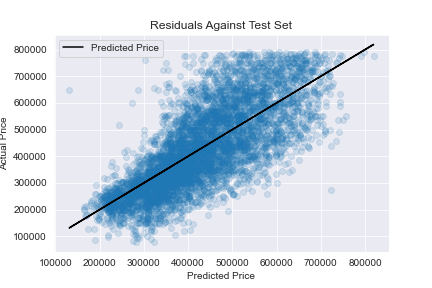 Residuals Against Test Set
Predicted Price
800000
700000
600000
500000
400000
300000
200000
100000
Actual Price
100000 200000 300000 400000 500000 600000 700000 800000
Predicted Price